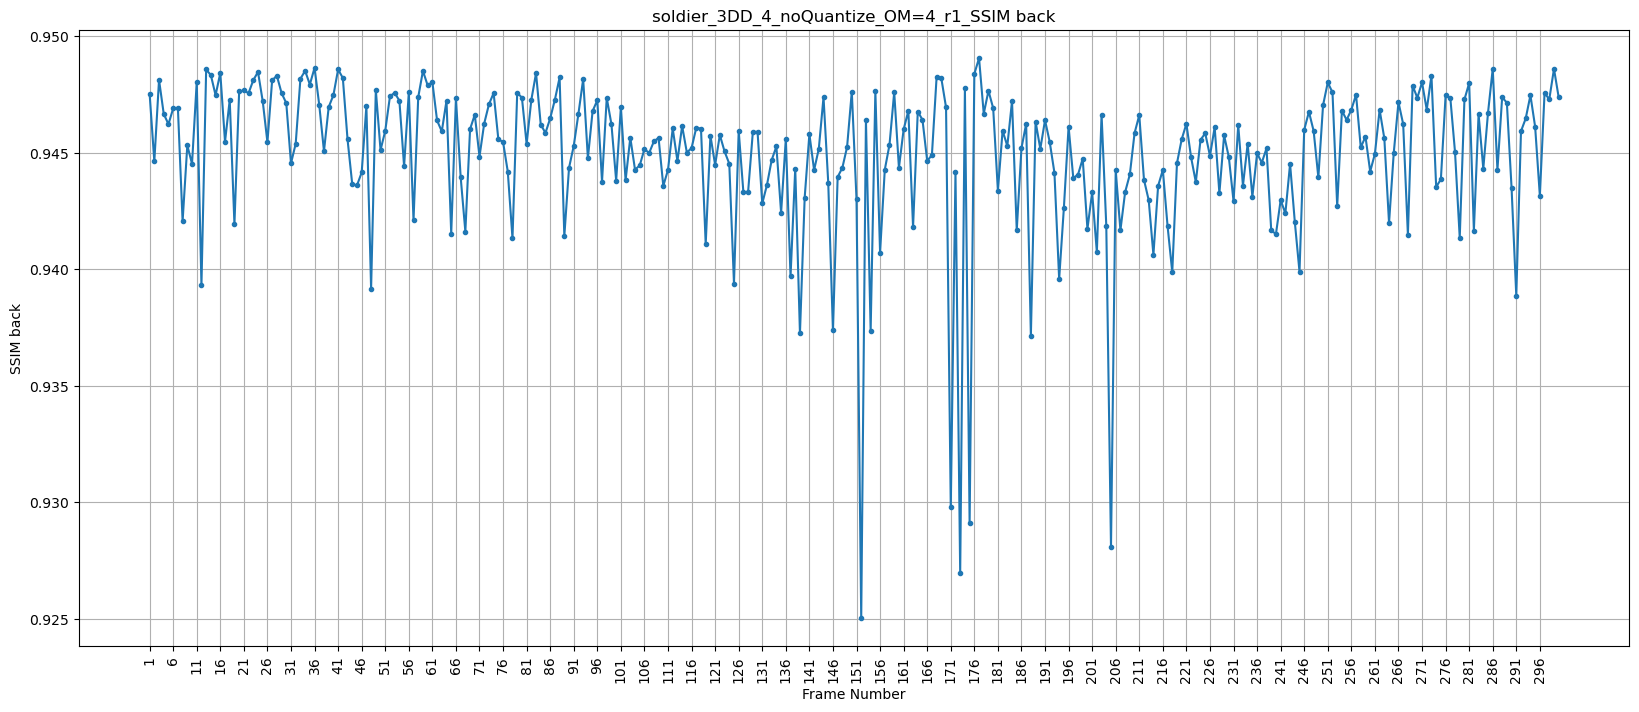 soldier_3DD_4_noQuantize_OM=4_r1_SSIM back
SSIM back
0.950
0.945
0.940
0.935
0.930
0.925
1 6 11 16 21 26 31 36 41 46 51 56 61 66 71 76 81 86 91 96 101 106 111 116 121 126 131 136 141 146 151 156 161 166 171 176 181 186 191 196 201 206 211 216 221 226 231 236 241 246 251 256 261 266 271 276 281 286 291 296
Frame Number